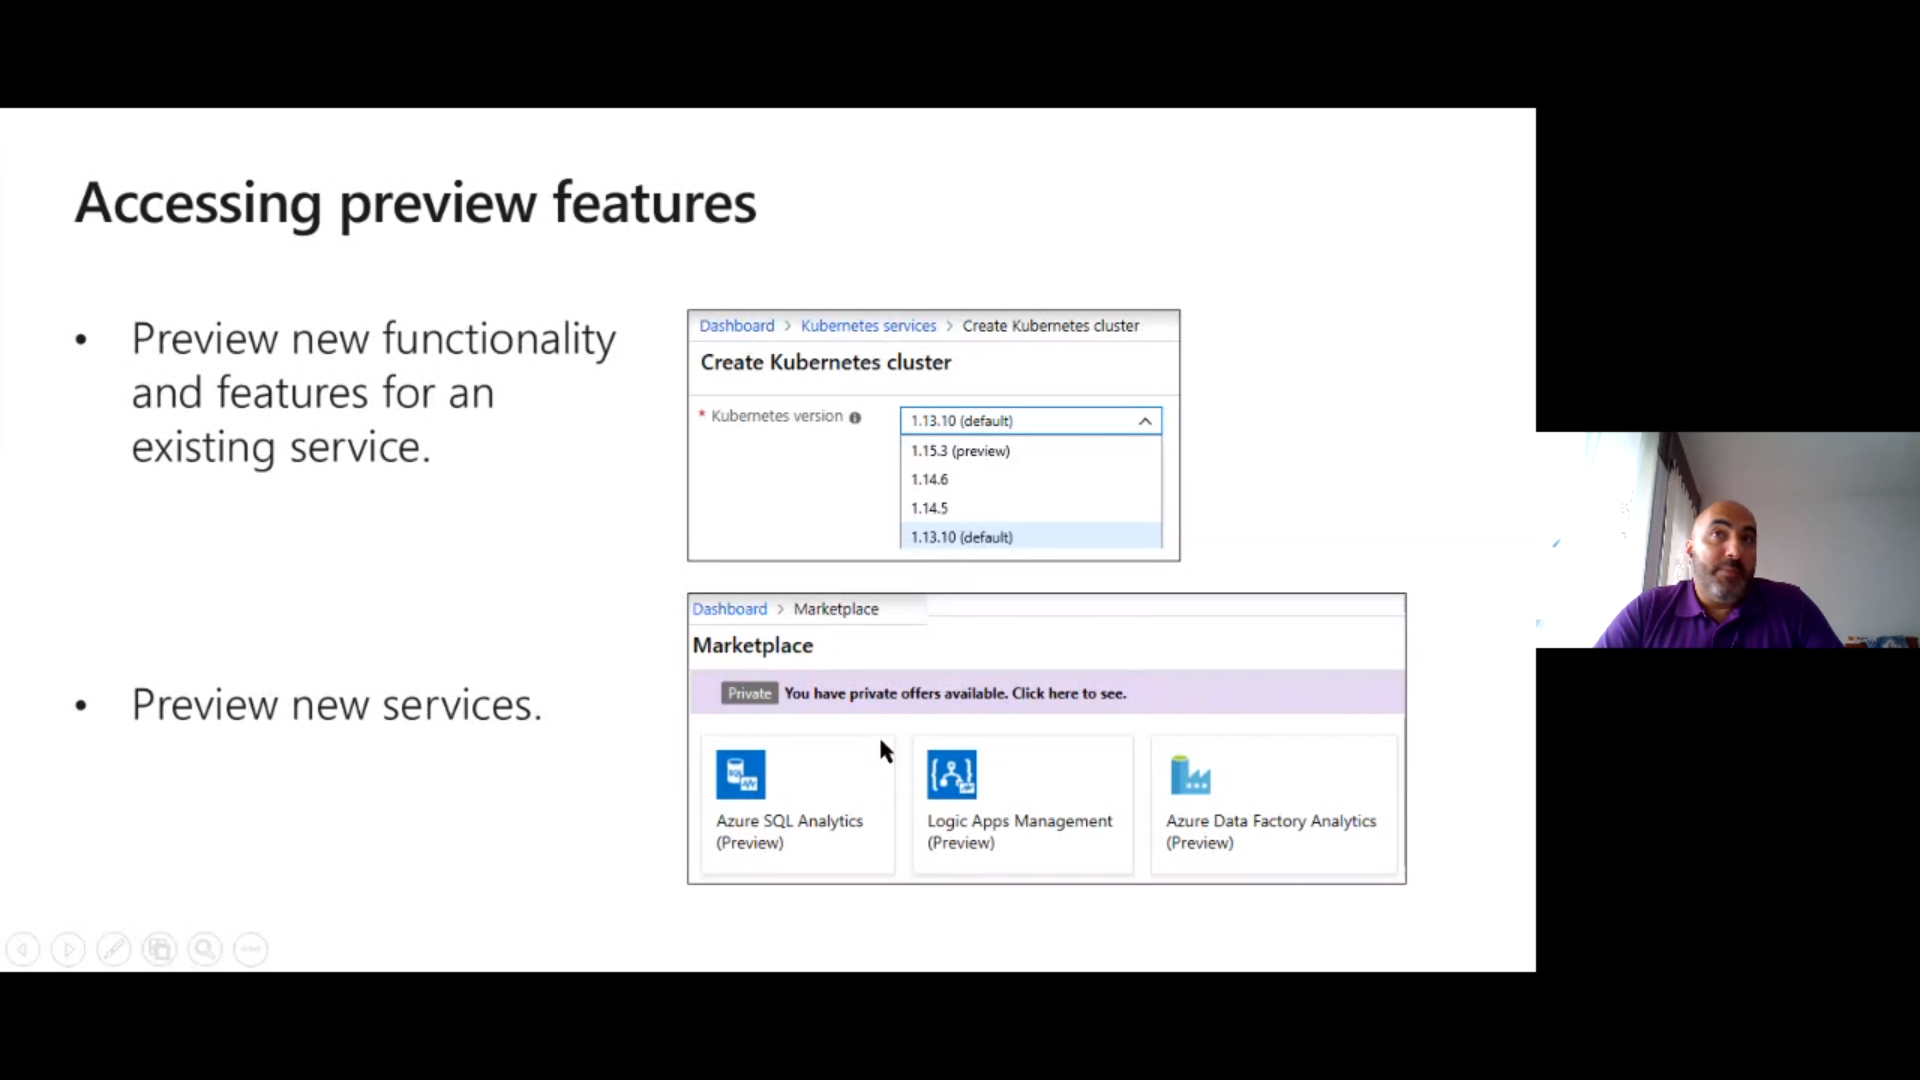 Accessing preview features
• Preview new functionality
and features for an
existing service.
Dashboard > Kubernetes services > Create Kubernetes cluster
Create Kubernetes cluster
* Kubernetes version
1.13.10 (default)
1.15.3 (preview)
1.14.6
1.14.5
1.13.10 (default)
• Preview new services.
Dashboard > Marketplace
Marketplace
Private You have private offers available. Click here to see.
SQL
Azure SQL Analytics
(Preview)
Logic Apps Management
(Preview)
Azure Data Factory Analytics
(Preview)